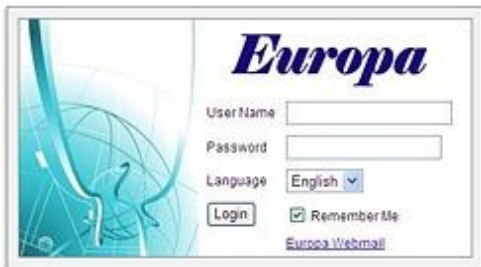 Europa
User Name
Password
Language English
Login Remember Me
Europa Webmail